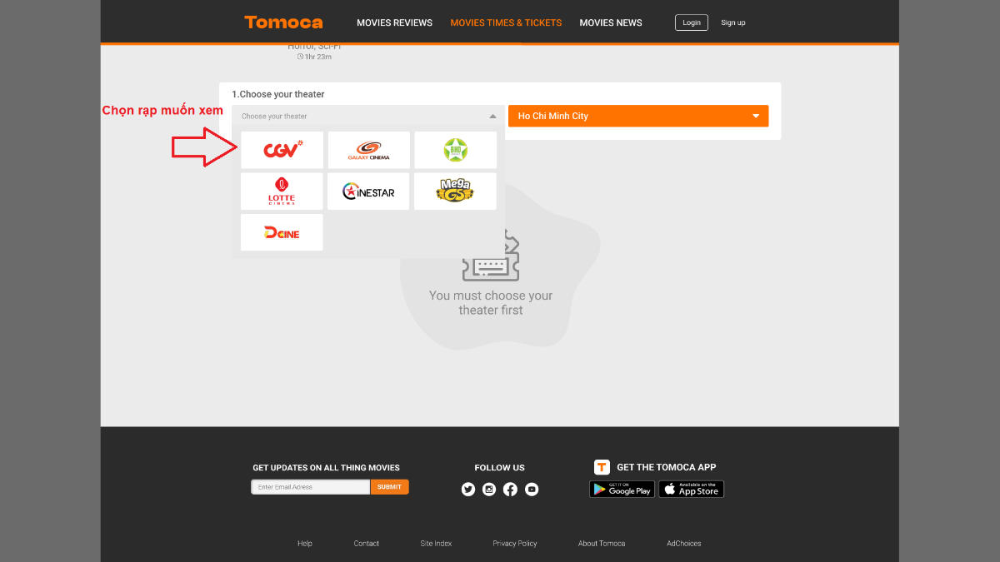 Tomoca
MOVIES REVIEWS
MOVIES TIMES & TICKETS
MOVIES NEWS
Login
Sign up
Horror, Sci-Fi
1hr 23m
1.Choose your theater
Chọn rạp muốn xem
Choose your theater
Ho Chi Minh City
CGV
GALAXY CINEMA
BHD
LOTTE
CINEMA
CINESTAR
Mega
GS
DCINE
You must choose your
theater first
GET UPDATES ON ALL THING MOVIES
Enter Email Adress
SUBMIT
FOLLOW US
T
GET THE TOMOCA APP
GET IT ON
Google Play
Available on the
App Store
Help
Contact
Site Index
Privacy Policy
About Tomoca
AdChoices